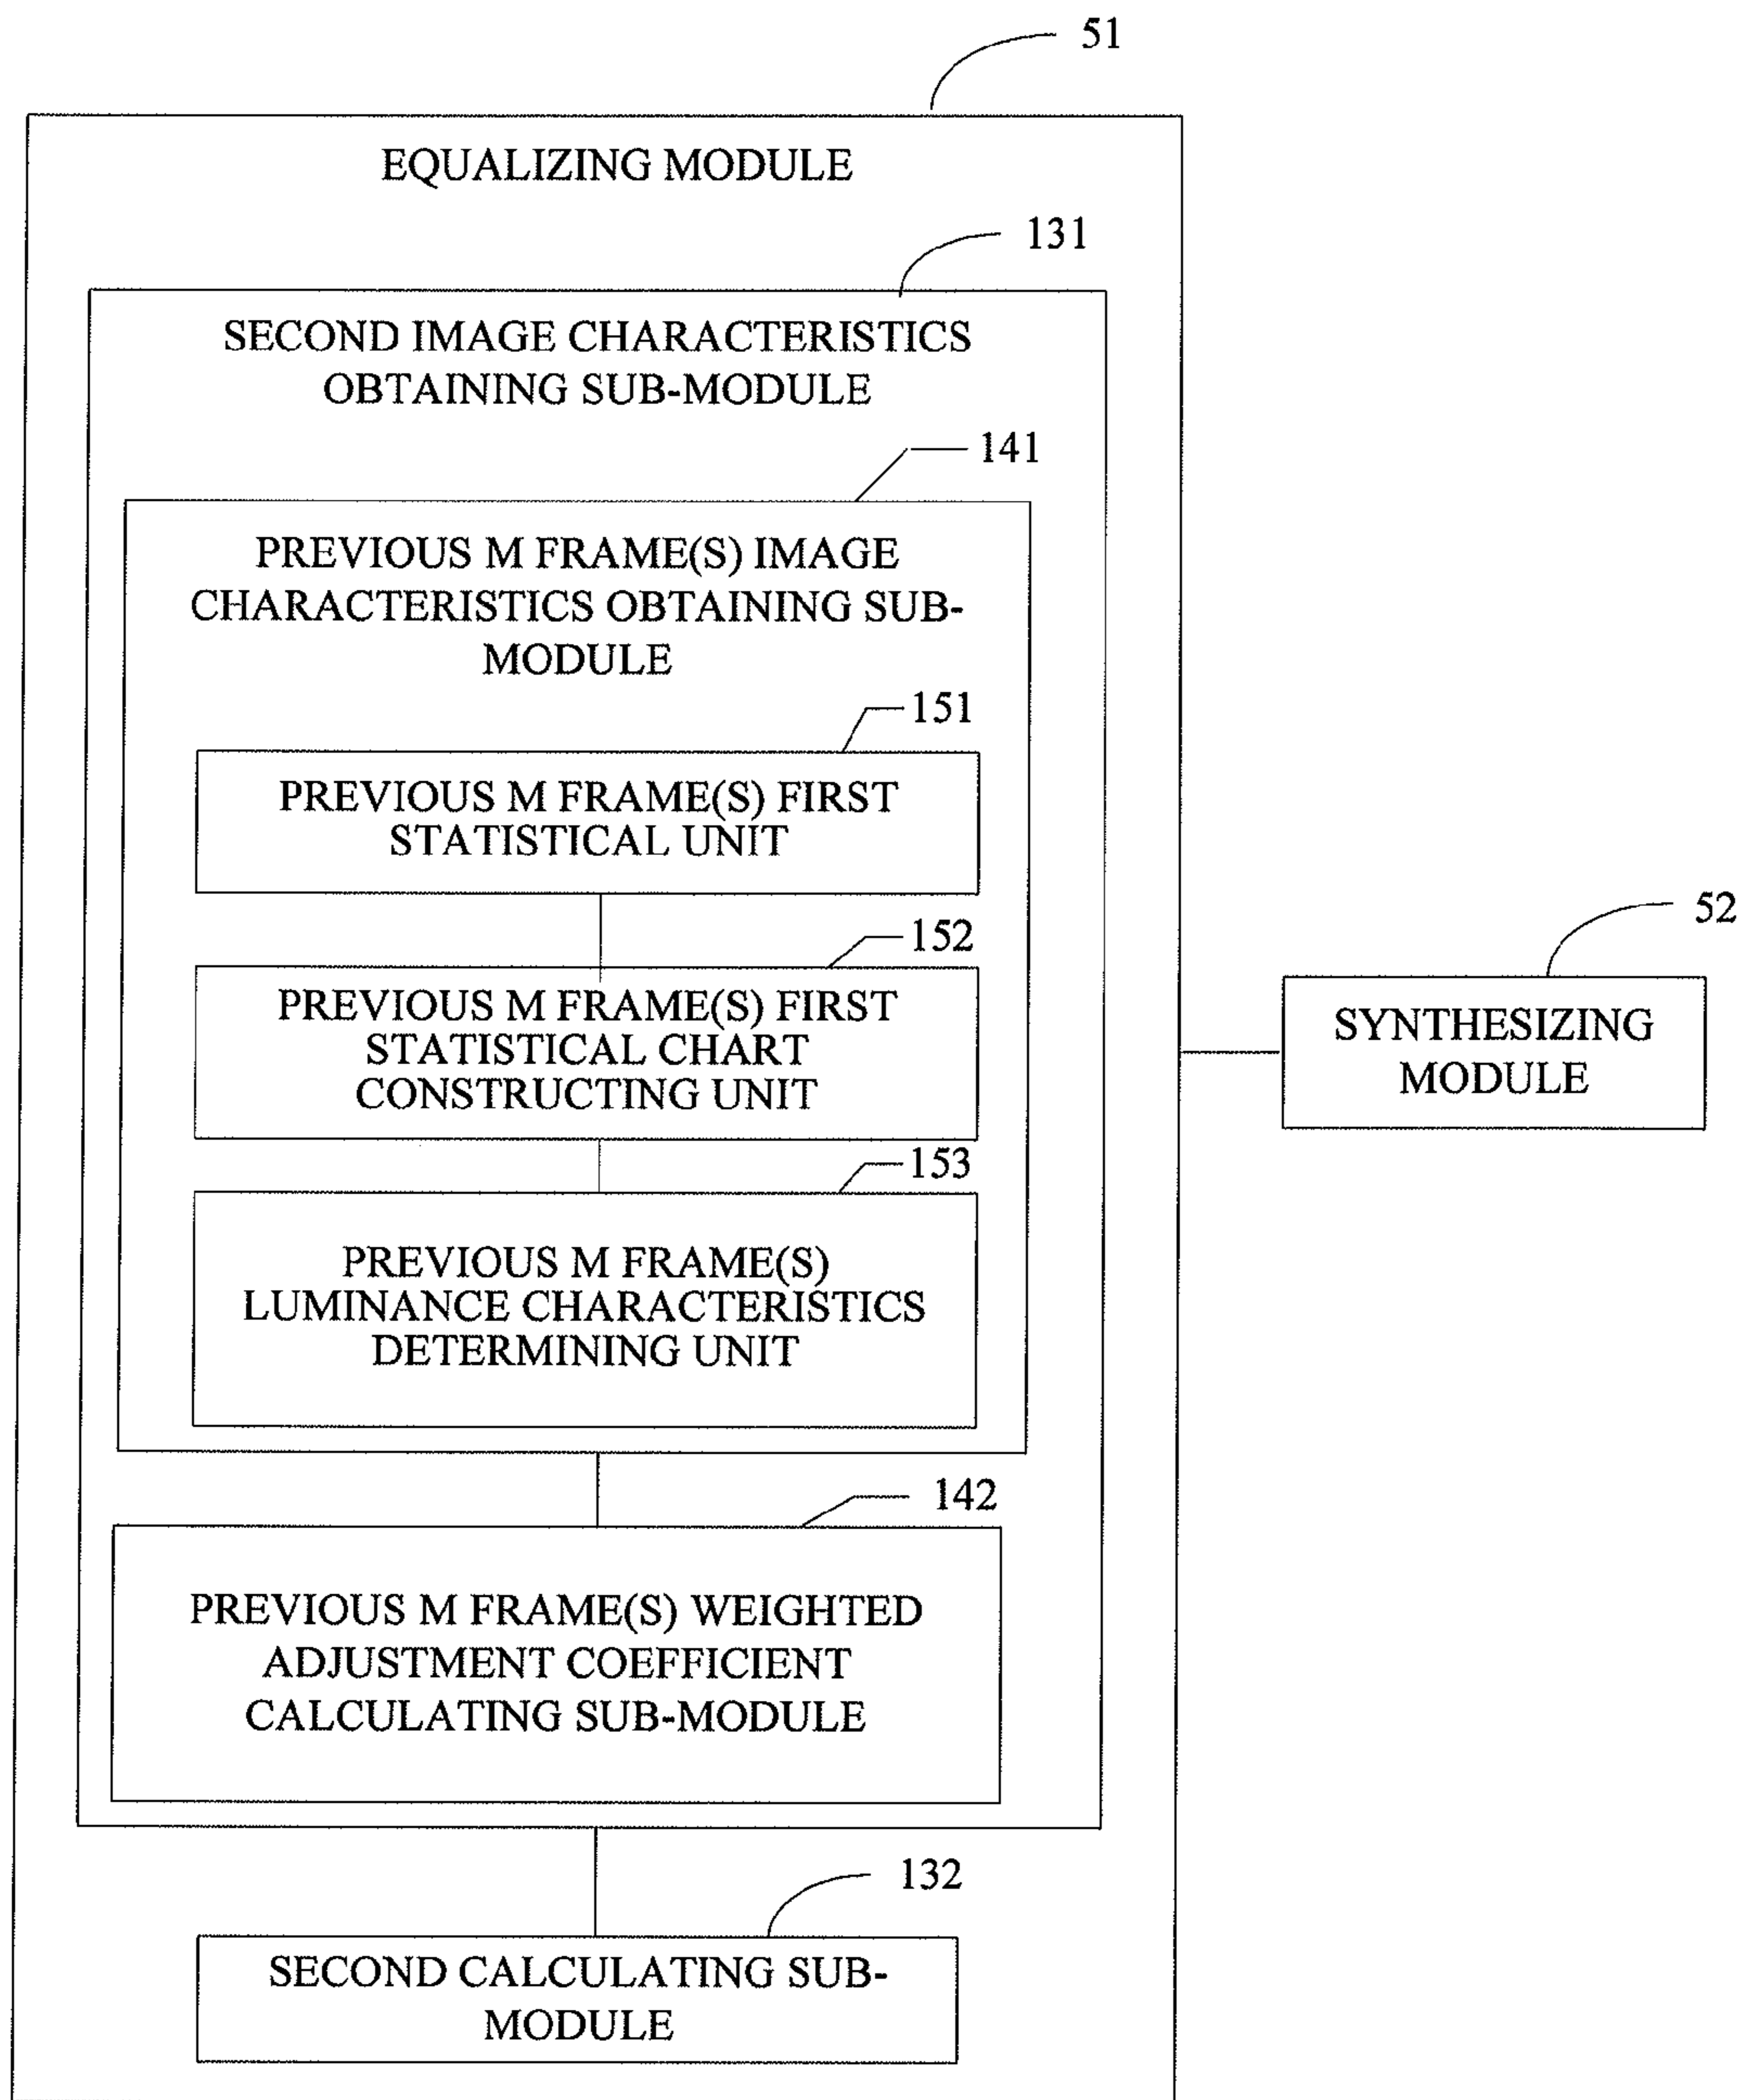 51
EQUALIZING MODULE
131
SECOND IMAGE CHARACTERISTICS
OBTAINING SUB-MODULE
141
PREVIOUS M FRAME(S) IMAGE
CHARACTERISTICS OBTAINING SUB-
MODULE
151
PREVIOUS M FRAME(S) FIRST
STATISTICAL UNIT
152
PREVIOUS M FRAME(S) FIRST
STATISTICAL CHART
CONSTRUCTING UNIT
153
PREVIOUS M FRAME(S)
LUMINANCE CHARACTERISTICS
DETERMINING UNIT
142
PREVIOUS M FRAME(S) WEIGHTED
ADJUSTMENT COEFFICIENT
CALCULATING SUB-MODULE
132
SECOND CALCULATING SUB-
MODULE
52
SYNTHESIZING
MODULE